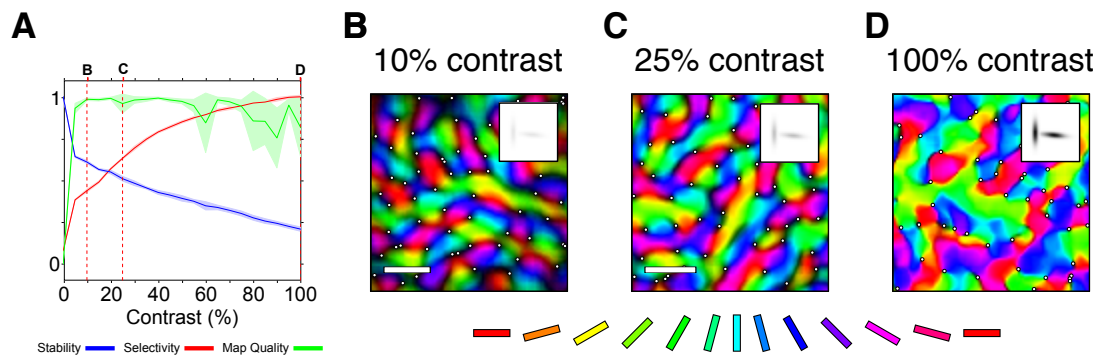 A
B
C
D
10% contrast
25% contrast
100% contrast
B C D
1
0
0 20 40 60 80 100
Contrast (%)
Stability Selectivity Map Quality